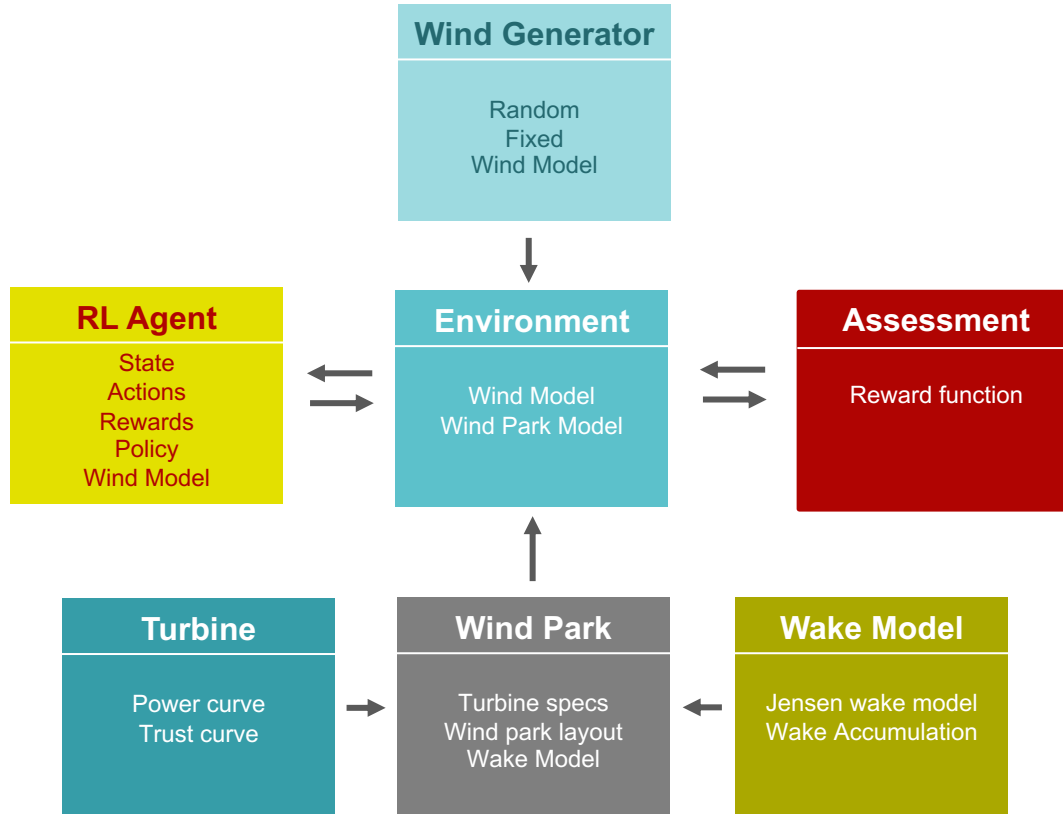 Wind Generator
Random
Fixed
Wind Model
RL Agent
State
Actions
Rewards
Policy
Wind Model
Environment
Wind Model
Wind Park Model
Assessment
Reward function
Turbine
Power curve
Trust curve
Wind Park
Turbine specs
Wind park layout
Wake Model
Wake Model
Jensen wake model
Wake Accumulation